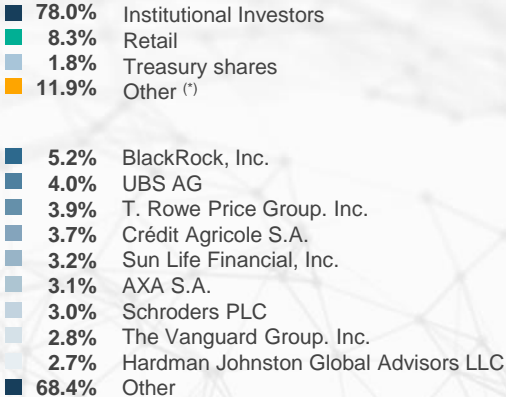 78.0% Institutional Investors
8.3% Retail
1.8% Treasury shares
11.9% Other (*)
5.2% BlackRock, Inc.
4.0% UBS AG
3.9% T. Rowe Price Group. Inc.
3.7% Crédit Agricole S.A.
3.2% Sun Life Financial, Inc.
3.1% AXA S.A.
3.0% Schroders PLC
2.8% The Vanguard Group. Inc.
2.7% Hardman Johnston Global Advisors LLC
68.4% Other